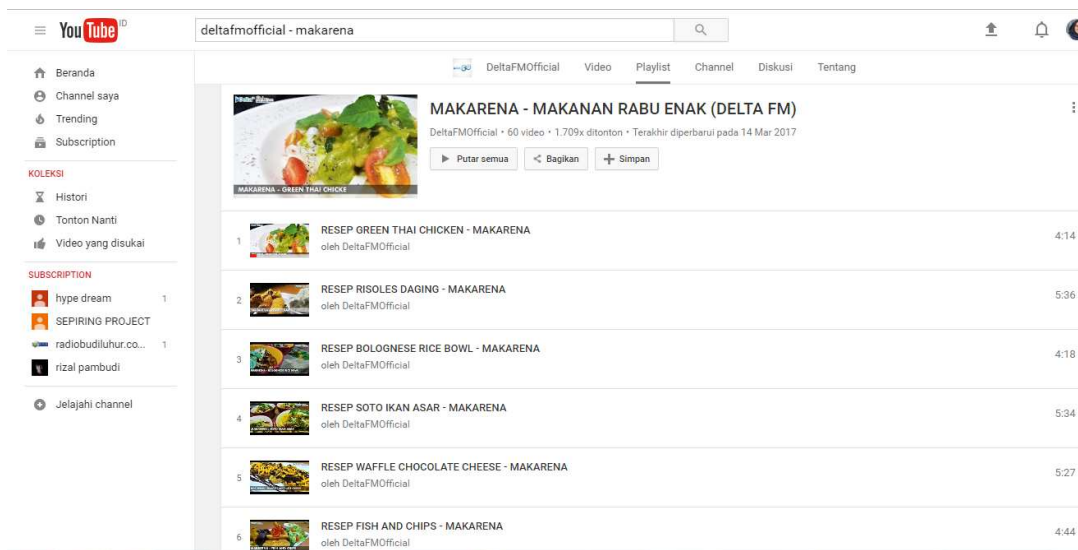 YouTube ID
deltafmofficial - makarena
Beranda
Channel saya
Trending
Subscription
KOLEKSI
Histori
Tonton Nanti
Video yang disukai
SUBSCRIPTION
hype dream 1
SEPIRING PROJECT
radiobudiluhur.co... 1
rizal pambudi
Jelajahi channel
DeltaFMOfficial Video Playlist Channel Diskusi Tentang
MAKARENA - GREEN THAI CHICKE
MAKARENA - MAKANAN RABU ENAK (DELTA FM)
DeltaFMOfficial • 60 video • 1.709x ditonton • Terakhir diperbarui pada 14 Mar 2017
Putar semua Bagikan Simpan
1 RESEP GREEN THAI CHICKEN - MAKARENA 4:14
oleh DeltaFMOfficial
2 RESEP RISOLES DAGING - MAKARENA 5:36
oleh DeltaFMOfficial
3 RESEP BOLOGNESE RICE BOWL - MAKARENA 4:18
oleh DeltaFMOfficial
4 RESEP SOTO IKAN ASAR - MAKARENA 5:34
oleh DeltaFMOfficial
5 RESEP WAFFLE CHOCOLATE CHEESE - MAKARENA 5:27
oleh DeltaFMOfficial
6 RESEP FISH AND CHIPS - MAKARENA 4:44
oleh DeltaFMOfficial